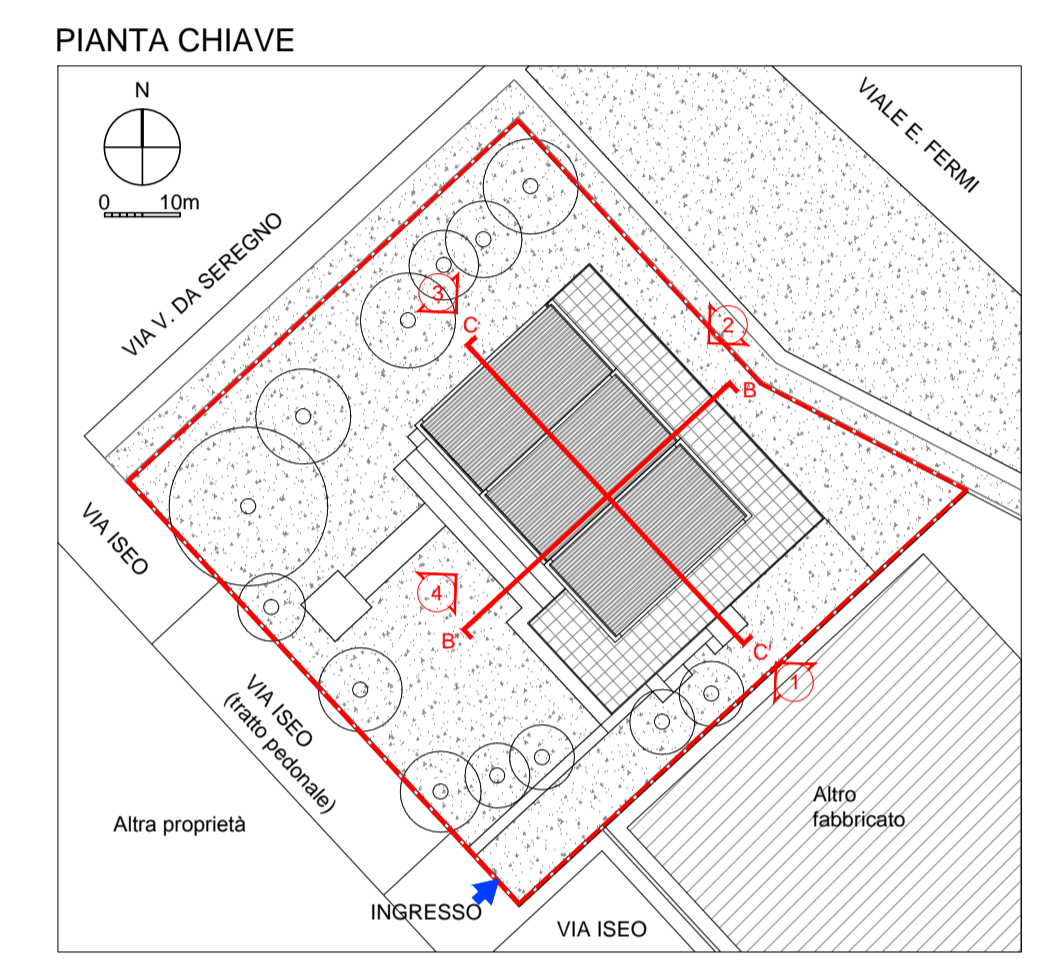 PIANTA CHIAVE
N
0 10m
VIALE E. FERMI
VIA V. DA SEREGNO
3
2
C
B
VIA ISEO
4
B'
C'
1
VIA ISEO
(tratto pedonale)
Altra proprietà
Altro
fabbricato
INGRESSO
VIA ISEO